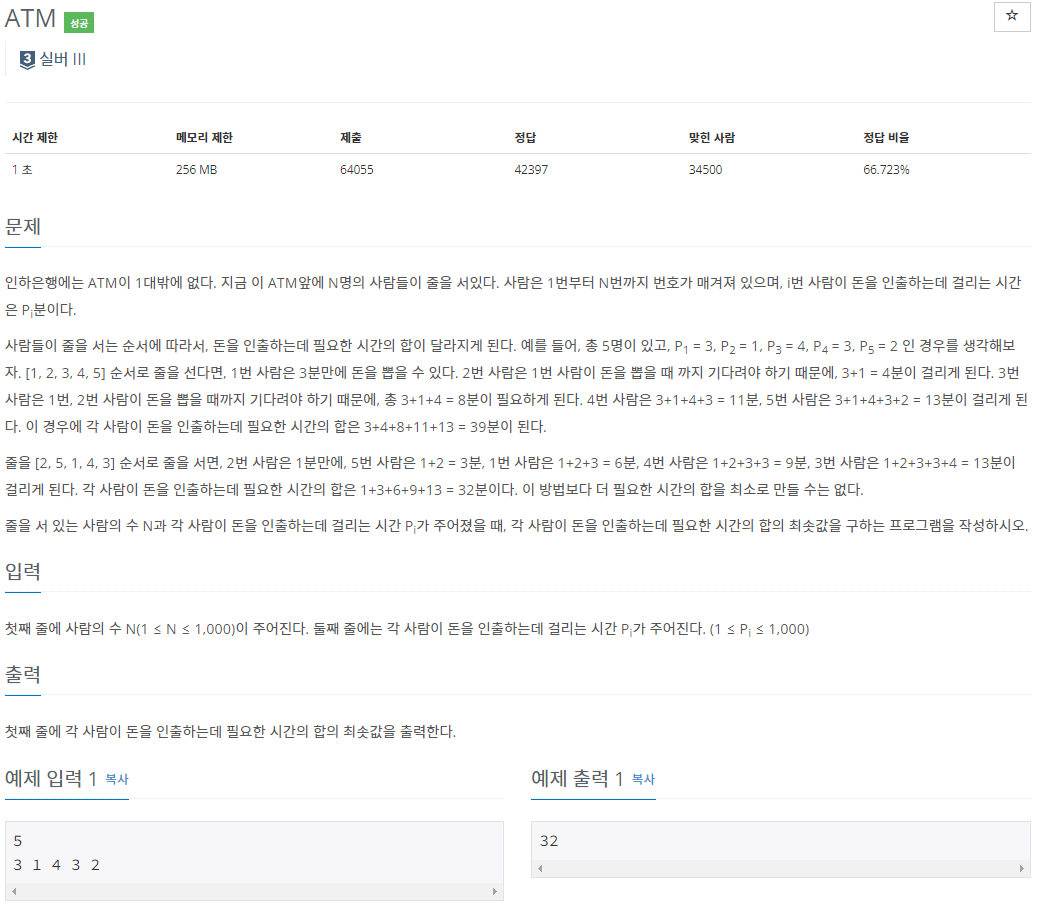 ATM 성공
☆
3 실버 III
시간 제한 메모리 제한 제출 정답 맞힌 사람 정답 비율
1 초 256 MB 64055 42397 34500 66.723%
문제
인하은행에는 ATM이 1대밖에 없다. 지금 이 ATM앞에 N명의 사람들이 줄을 서있다. 사람은 1번부터 N번까지 번호가 매겨져 있으며, i번 사람이 돈을 인출하는데 걸리는 시간
은 Pi분이다.
사람들이 줄을 서는 순서에 따라서, 돈을 인출하는데 필요한 시간의 합이 달라지게 된다. 예를 들어, 총 5명이 있고, P1 = 3, P2 = 1, P3 = 4, P4 = 3, P5 = 2 인 경우를 생각해보
자. [1, 2, 3, 4, 5] 순서로 줄을 선다면, 1번 사람은 3분만에 돈을 뽑을 수 있다. 2번 사람은 1번 사람이 돈을 뽑을 때 까지 기다려야 하기 때문에, 3+1 = 4분이 걸리게 된다. 3번
사람은 1번, 2번 사람이 돈을 뽑을 때까지 기다려야 하기 때문에, 총 3+1+4 = 8분이 필요하게 된다. 4번 사람은 3+1+4+3 = 11분, 5번 사람은 3+1+4+3+2 = 13분이 걸리게 된
다. 이 경우에 각 사람이 돈을 인출하는데 필요한 시간의 합은 3+4+8+11+13 = 39분이 된다.
줄을 [2, 5, 1, 4, 3] 순서로 줄을 서면, 2번 사람은 1분만에, 5번 사람은 1+2 = 3분, 1번 사람은 1+2+3 = 6분, 4번 사람은 1+2+3+3 = 9분, 3번 사람은 1+2+3+3+4 = 13분이
걸리게 된다. 각 사람이 돈을 인출하는데 필요한 시간의 합은 1+3+6+9+13 = 32분이다. 이 방법보다 더 필요한 시간의 합을 최소로 만들 수는 없다.
줄을 서 있는 사람의 수 N과 각 사람이 돈을 인출하는데 걸리는 시간 Pi가 주어졌을 때, 각 사람이 돈을 인출하는데 필요한 시간의 합의 최솟값을 구하는 프로그램을 작성하시오.
입력
첫째 줄에 사람의 수 N(1 ≤ N ≤ 1,000)이 주어진다. 둘째 줄에는 각 사람이 돈을 인출하는데 걸리는 시간 Pi가 주어진다. (1 ≤ Pi ≤ 1,000)
출력
첫째 줄에 각 사람이 돈을 인출하는데 필요한 시간의 합의 최솟값을 출력한다.
예제 입력 1 복사
5
3 1 4 3 2
예제 출력 1 복사
32